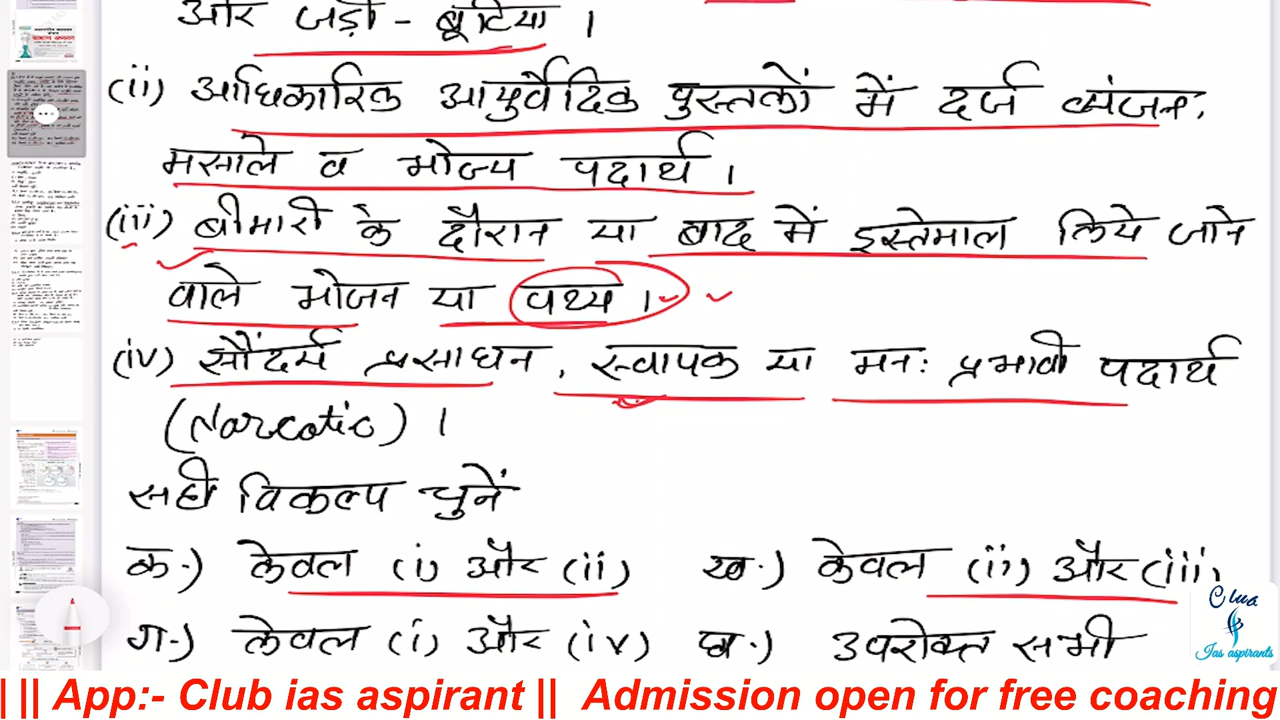 और जड़ी - बूटिया ।
(ii) आधिकारिक आयुर्वेदिक पुस्तकों में दर्ज व्यंजन,
मसाले व भोज्य पदार्थ ।
(iii) बीमारी के दौरान या बाद में इस्तेमाल लिये जाने
वाले भोजन या पथ्य ।
(iv) सौंदर्य प्रसाधन, स्वापक या मनः प्रभावी पदार्थ
(Narcotic) ।
सही विकल्प चुनें
क.) केवल (i) और (ii) ख.) केवल (ii) और (iii)
ग.) केवल (i) और (iv) घ.) उपरोक्त सभी
Club
Ias aspirants
| || App:- Club ias aspirant || Admission open for free coaching